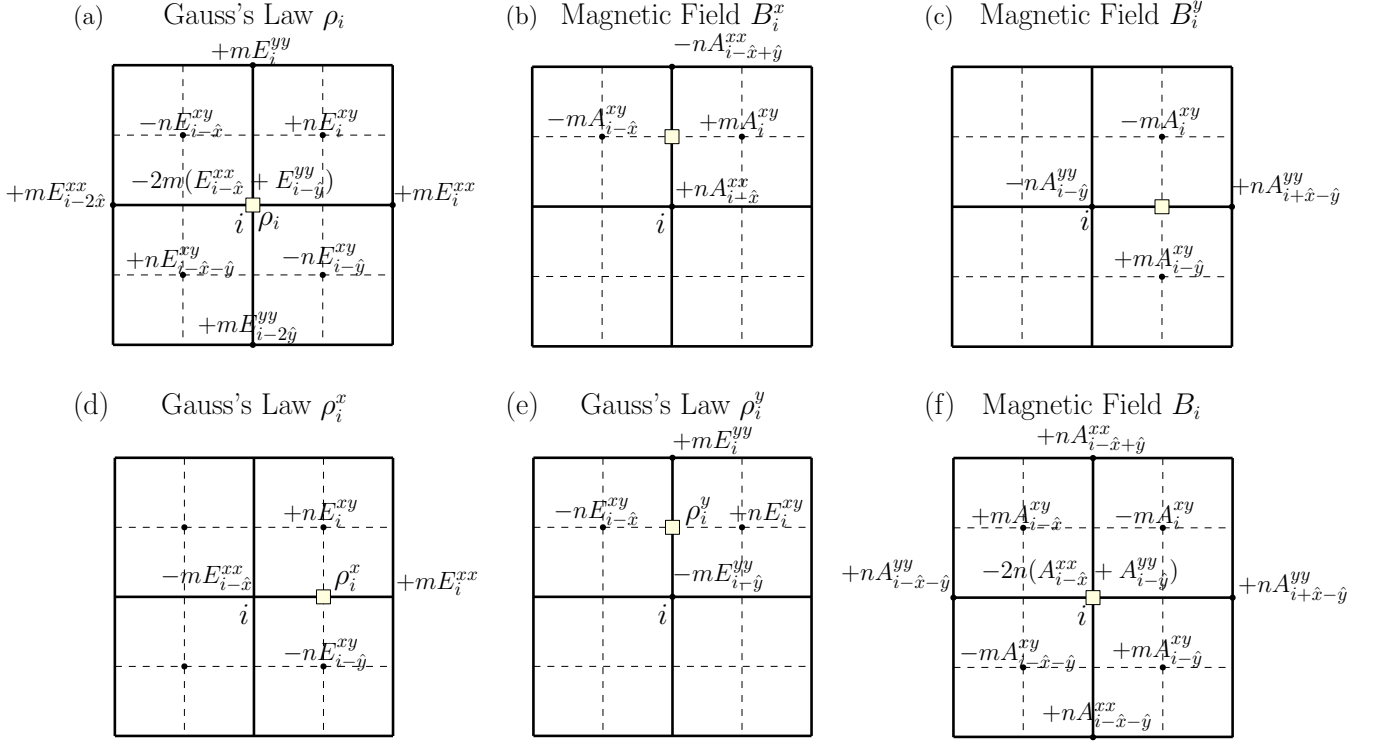 (a) Gauss's Law ρ_i
+mE_i^{yy}
−nE_{i−x̂}^{xy} +nE_i^{xy}
−2m(E_{i−x̂}^{xx} + E_{i−ŷ}^{yy})
+mE_{i−2x̂}^{xx} +mE_i^{xx}
i ρ_i
+nE_{i−x̂−ŷ}^{xy} −nE_{i−ŷ}^{xy}
+mE_{i−2ŷ}^{yy}
(b) Magnetic Field B_i^x
−nA_{i−x̂+ŷ}^{xx}
−mA_{i−x̂}^{xy} +mA_i^{xy}
+nA_{i−x̂}^{xx}
i
(c) Magnetic Field B_i^y
−mA_i^{xy}
−nA_{i−ŷ}^{yy} +nA_{i+x̂−ŷ}^{yy}
i
+mA_{i−ŷ}^{xy}
(d) Gauss's Law ρ_i^x
+nE_i^{xy}
−mE_{i−x̂}^{xx} ρ_i^x +mE_i^{xx}
i
−nE_{i−ŷ}^{xy}
(e) Gauss's Law ρ_i^y
+mE_i^{yy}
−nE_{i−x̂}^{xy} ρ_i^y +nE_i^{xy}
−mE_{i−ŷ}^{yy}
i
(f) Magnetic Field B_i
+nA_{i−x̂+ŷ}^{xx}
+mA_{i−x̂}^{xy} −mA_i^{xy}
−2n(A_{i−x̂}^{xx} + A_{i−ŷ}^{yy})
+nA_{i−x̂−ŷ}^{yy} +nA_{i+x̂−ŷ}^{yy}
i
−mA_{i−x̂−ŷ}^{xy} +mA_{i−ŷ}^{xy}
+nA_{i−x̂−ŷ}^{xx}